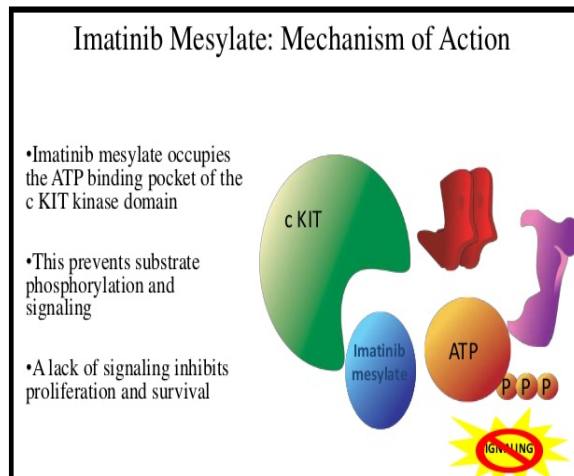 Imatinib Mesylate: Mechanism of Action
•Imatinib mesylate occupies
the ATP binding pocket of the
c KIT kinase domain
•This prevents substrate
phosphorylation and
signaling
•A lack of signaling inhibits
proliferation and survival
c KIT
Imatinib
mesylate
ATP
P P P
IGNALING